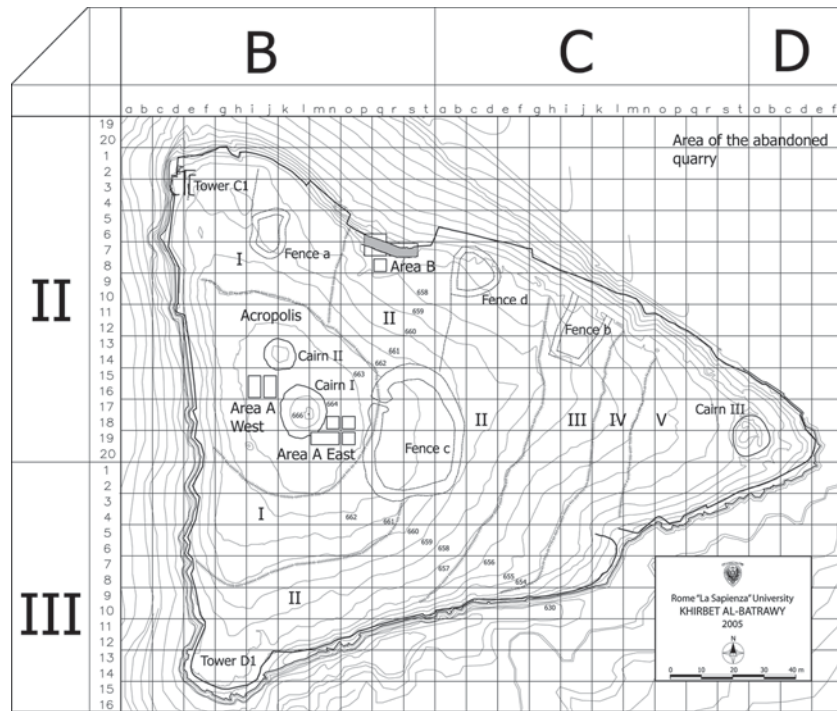 B
C
D
a b c d e f g h i j k l m n o p q r s t a b c d e f g h i j k l m n o p q r s t a b c d e f
II
III
19
20
1
2
3
4
5
6
7
8
9
10
11
12
13
14
15
16
17
18
19
20
1
2
3
4
5
6
7
8
9
10
11
12
13
14
15
16
Area of the abandoned
quarry
Tower C1
I
Fence a
Area B
Fence d
658
659
Acropolis
II
660
Fence b
661
Cairn II
662
663
Cairn I
664
666
Area A
West
Area A East
Fence c
II
III
IV
V
Cairn III
I
662
661
660
659
658
657
656
655
654
630
II
Tower D1
Rome "La Sapienza" University
KHIRBET AL-BATRAWY
2005
N
0 10 20 30 40 m